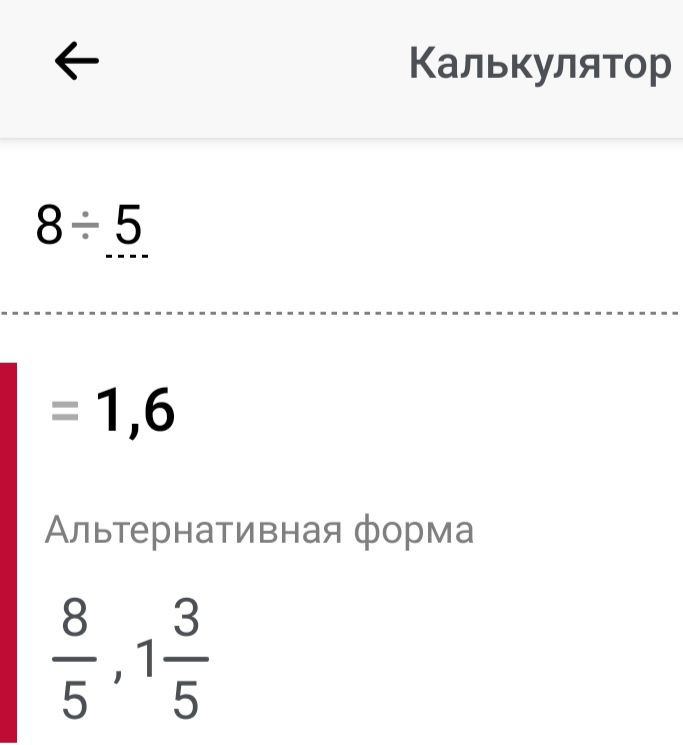 Калькулятор
8÷5
= 1,6
Альтернативная форма
8/5, 1 3/5